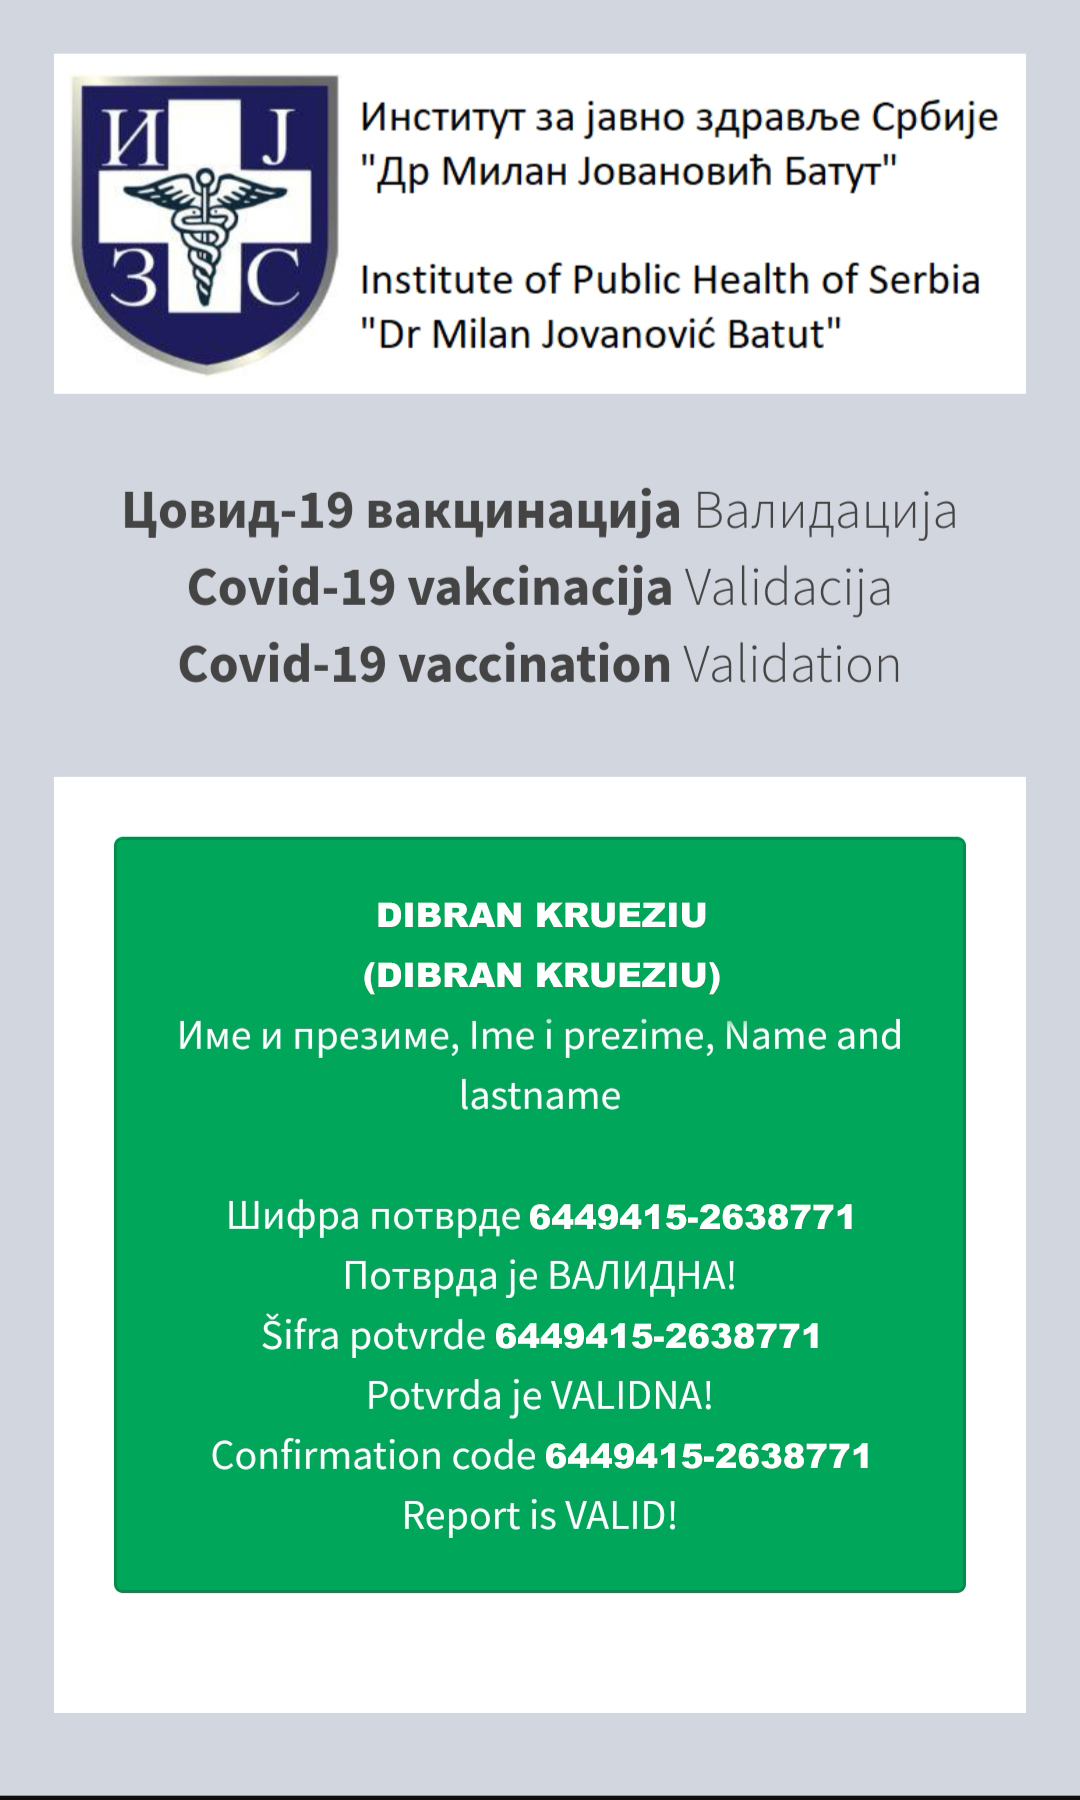 И Ј
З С
Институт за јавно здравље Србије
"Др Милан Јовановић Батут"
Institute of Public Health of Serbia
"Dr Milan Jovanović Batut"
Цовид-19 вакцинација Валидација
Covid-19 vakcinacija Validacija
Covid-19 vaccination Validation
DIBRAN KRUEZIU
(DIBRAN KRUEZIU)
Име и презиме, Ime i prezime, Name and
lastname
Шифра потврде 6449415-2638771
Потврда је ВАЛИДНА!
Šifra potvrde 6449415-2638771
Potvrda je VALIDNA!
Confirmation code 6449415-2638771
Report is VALID!